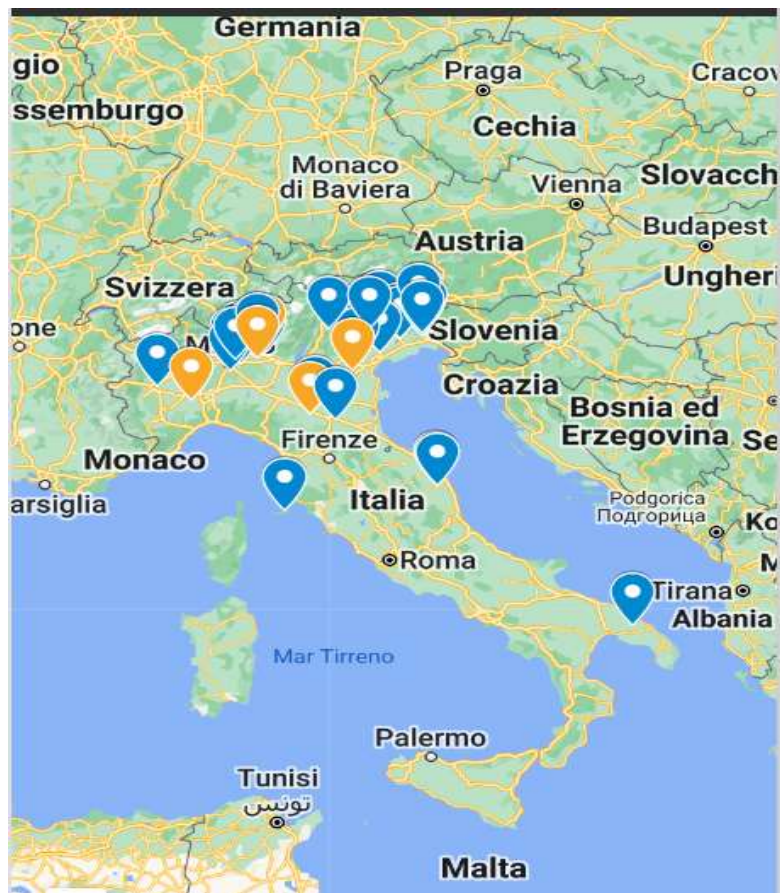 Germania
gio
ssemburgo
Praga
Cracov
Cechia
Monaco
di Baviera
Vienna
Slovacch
Budapest
Austria
Ungher
Svizzera
one
Slovenia
Croazia
Bosnia ed
Erzegovina
Se
Firenze
Monaco
arsiglia
Italia
Podgorica
Подгорица
Ko
Roma
M
Tirana
Albania
Mar Tirreno
Palermo
Tunisi
تونس
Malta